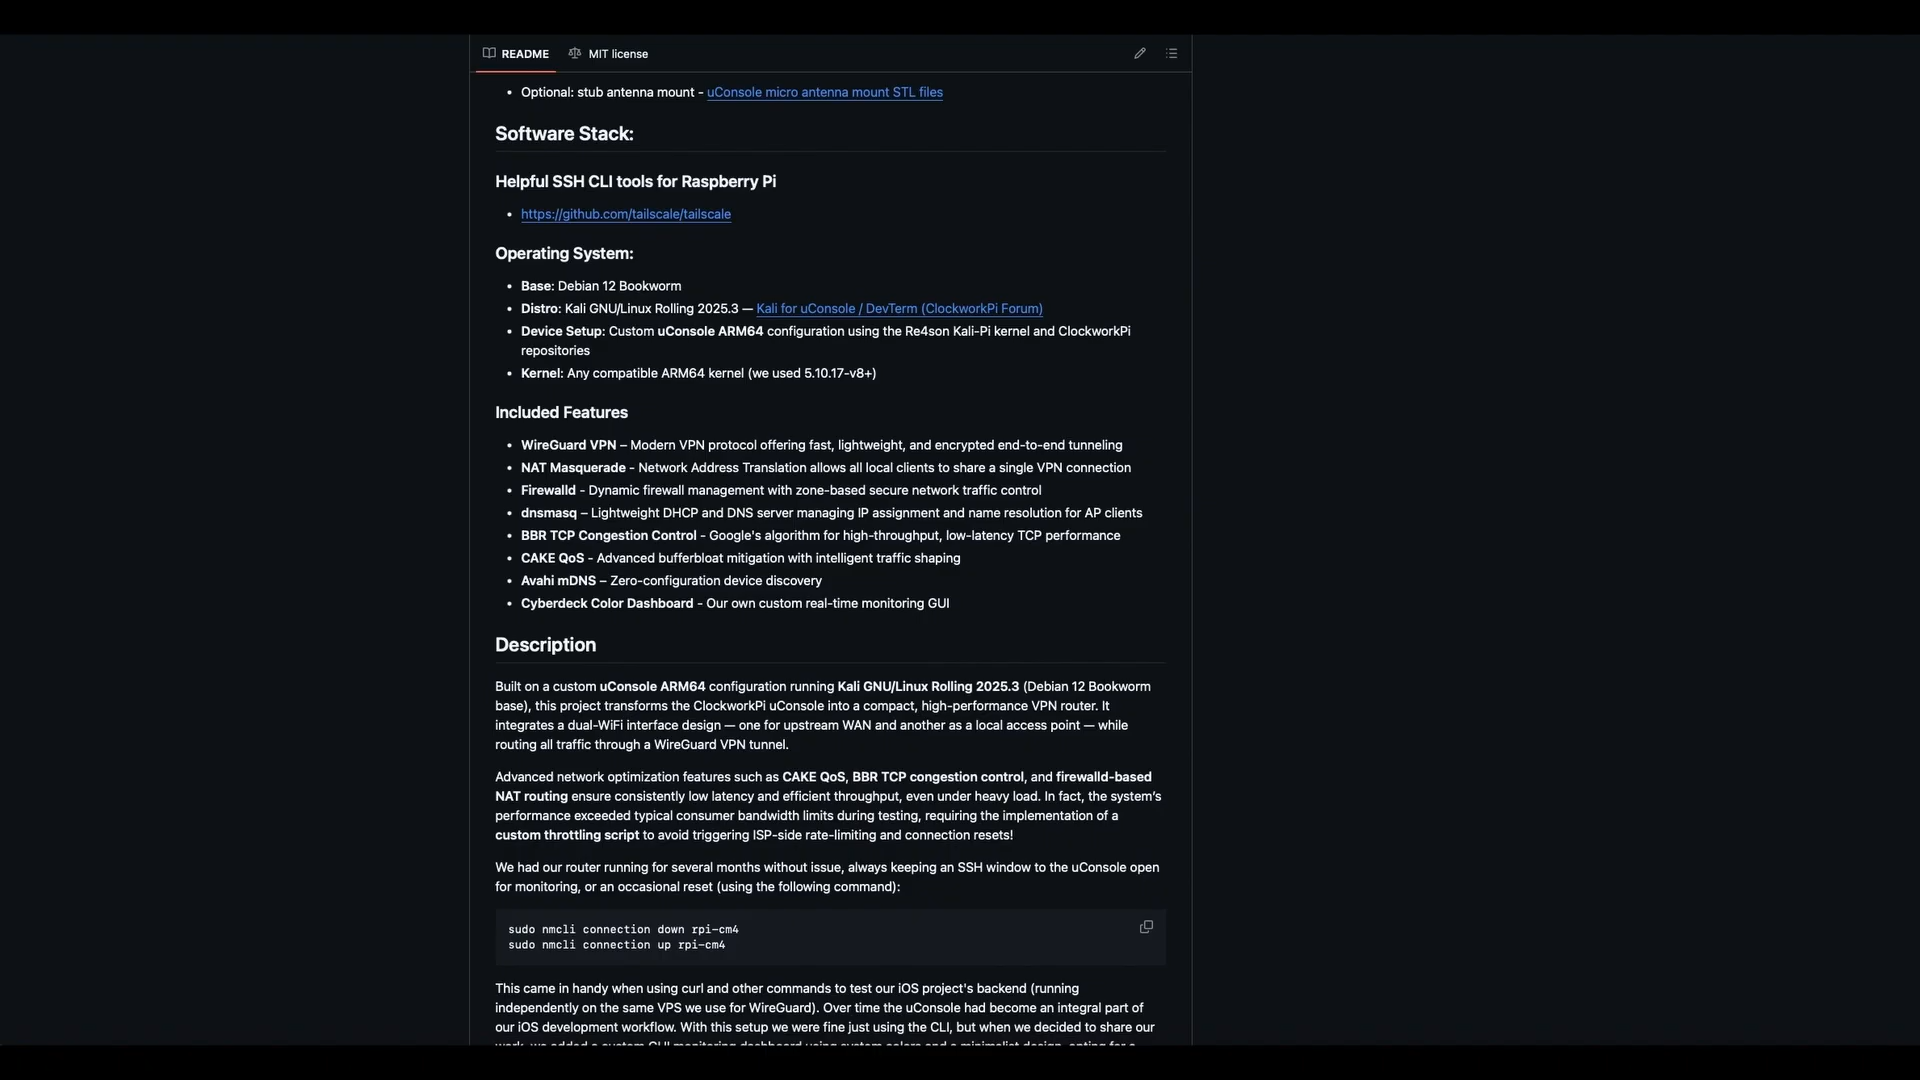 README MIT license
Optional: stub antenna mount - uConsole micro antenna mount STL files
Software Stack:
Helpful SSH CLI tools for Raspberry Pi
https://github.com/tailscale/tailscale
Operating System:
Base: Debian 12 Bookworm
Distro: Kali GNU/Linux Rolling 2025.3 — Kali for uConsole / DevTerm (ClockworkPi Forum)
Device Setup: Custom uConsole ARM64 configuration using the Re4son Kali-Pi kernel and ClockworkPi
repositories
Kernel: Any compatible ARM64 kernel (we used 5.10.17-v8+)
Included Features
WireGuard VPN – Modern VPN protocol offering fast, lightweight, and encrypted end-to-end tunneling
NAT Masquerade - Network Address Translation allows all local clients to share a single VPN connection
Firewalld - Dynamic firewall management with zone-based secure network traffic control
dnsmasq – Lightweight DHCP and DNS server managing IP assignment and name resolution for AP clients
BBR TCP Congestion Control - Google's algorithm for high-throughput, low-latency TCP performance
CAKE QoS - Advanced bufferbloat mitigation with intelligent traffic shaping
Avahi mDNS – Zero-configuration device discovery
Cyberdeck Color Dashboard - Our own custom real-time monitoring GUI
Description
Built on a custom uConsole ARM64 configuration running Kali GNU/Linux Rolling 2025.3 (Debian 12 Bookworm
base), this project transforms the ClockworkPi uConsole into a compact, high-performance VPN router. It
integrates a dual-WiFi interface design — one for upstream WAN and another as a local access point — while
routing all traffic through a WireGuard VPN tunnel.
Advanced network optimization features such as CAKE QoS, BBR TCP congestion control, and firewalld-based
NAT routing ensure consistently low latency and efficient throughput, even under heavy load. In fact, the system’s
performance exceeded typical consumer bandwidth limits during testing, requiring the implementation of a
custom throttling script to avoid triggering ISP-side rate-limiting and connection resets!
We had our router running for several months without issue, always keeping an SSH window to the uConsole open
for monitoring, or an occasional reset (using the following command):
sudo nmcli connection down rpi-cm4
sudo nmcli connection up rpi-cm4
This came in handy when using curl and other commands to test our iOS project's backend (running
independently on the same VPS we use for WireGuard). Over time the uConsole had become an integral part of
our iOS development workflow. With this setup we were fine just using the CLI, but when we decided to share our
work, we added a custom GUI monitoring dashboard using system colors and a minimalist design, opting for a